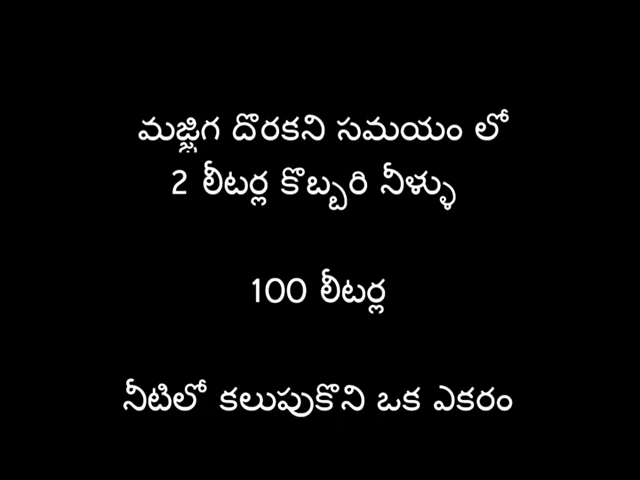 మజ్జిగ దొరకని సమయం లో
2 లీటర్ల కొబ్బరి నీళ్ళు
100 లీటర్ల
నీటిలో కలుపుకొని ఒక ఎకరం